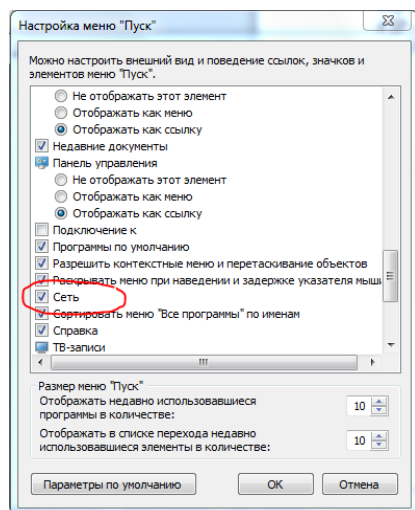 Настройка меню "Пуск"
Можно настроить внешний вид и поведение ссылок, значков и
элементов меню "Пуск".
Не отображать этот элемент
Отображать как меню
Отображать как ссылку
Недавние документы
Панель управления
Не отображать этот элемент
Отображать как меню
Отображать как ссылку
Подключение к
Программы по умолчанию
Разрешить контекстные меню и перетаскивание объектов
Раскрывать меню при наведении и задержке указателя мыши
Сеть
Сортировать меню "Все программы" по именам
Справка
ТВ-записи
Размер меню "Пуск"
Отображать недавно использовавшиеся
программы в количестве:
10
Отображать в списке перехода недавно
использовавшиеся элементы в количестве:
10
Параметры по умолчанию
ОК
Отмена